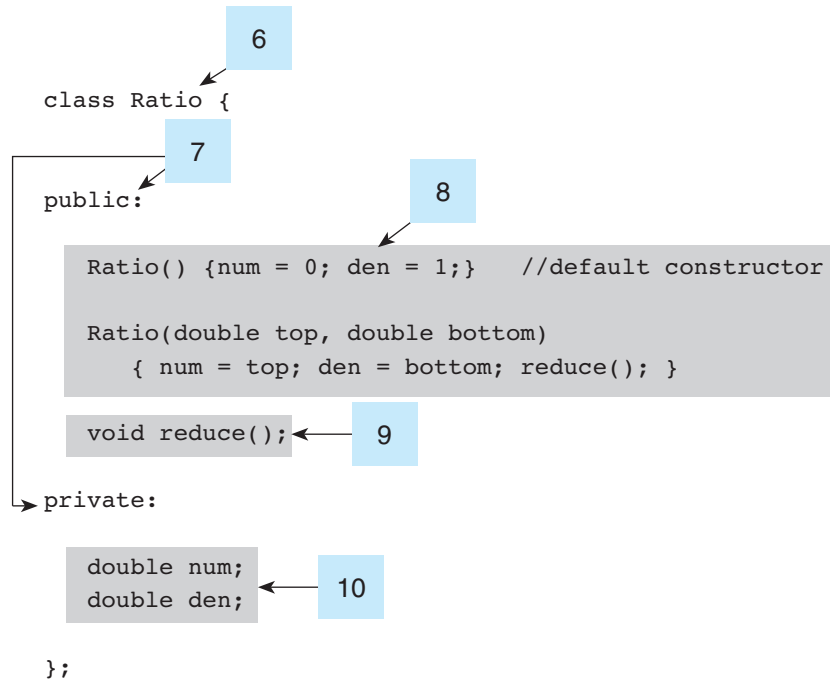 6
class Ratio {
7
public:
8
Ratio() {num = 0; den = 1;} //default constructor
Ratio(double top, double bottom)
{ num = top; den = bottom; reduce(); }
void reduce();
9
private:
double num;
double den;
10
};